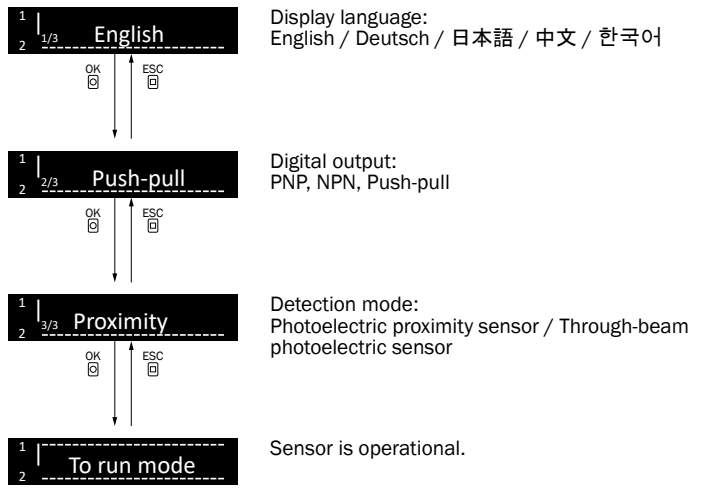 1
1/3 English
2
Display language:
English / Deutsch / 日本語 / 中文 / 한국어
OK ESC
1
2/3 Push-pull
2
Digital output:
PNP, NPN, Push-pull
OK ESC
1
3/3 Proximity
2
Detection mode:
Photoelectric proximity sensor / Through-beam
photoelectric sensor
OK ESC
1
To run mode
2
Sensor is operational.